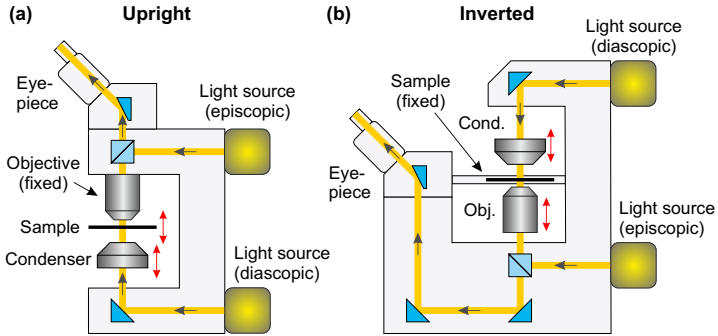 (a)
Upright
Eye-
piece
Light source
(episcopic)
Objective
(fixed)
Sample
Condenser
Light source
(diascopic)
(b)
Inverted
Light source
(diascopic)
Sample
(fixed)
Cond.
Eye-
piece
Obj.
Light source
(episcopic)